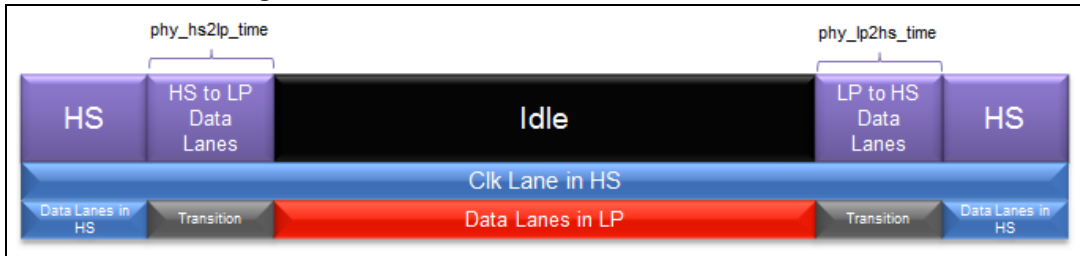 phy_hs2lp_time
phy_lp2hs_time
HS
HS to LP
Data
Lanes
Idle
LP to HS
Data
Lanes
HS
Clk Lane in HS
Data Lanes in
HS
Transition
Data Lanes in LP
Transition
Data Lanes in
HS